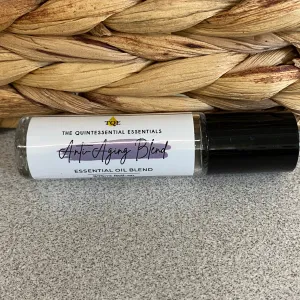 TQE
THE QUINTESSENTIAL ESSENTIALS
Anti-Aging Blend
ESSENTIAL OIL BLEND